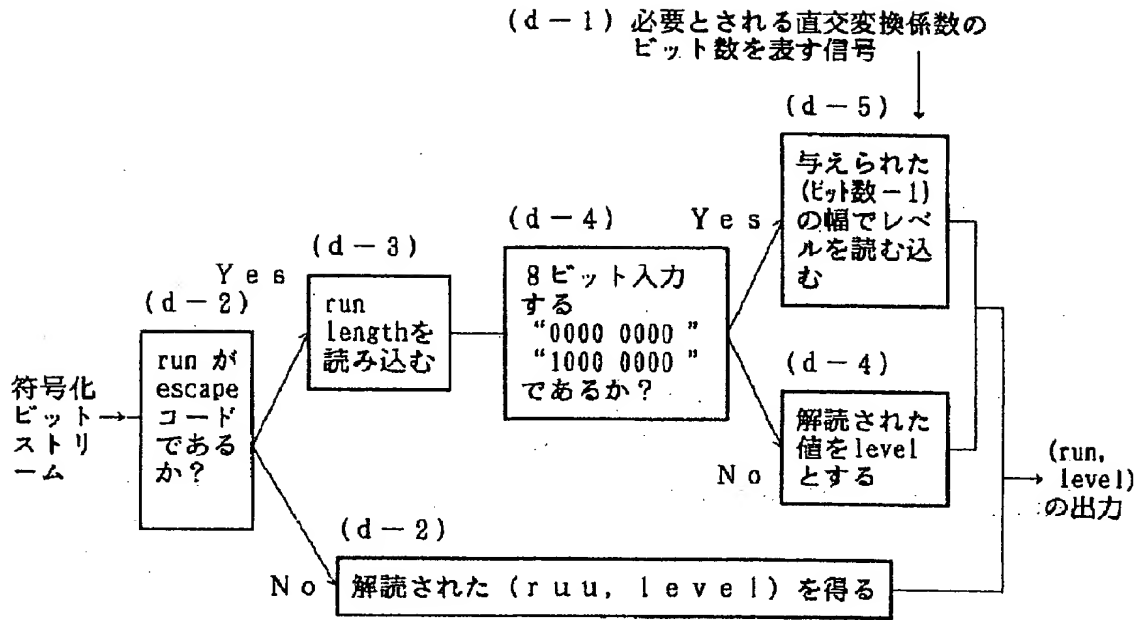 (d-1) 必要とされる直交変換係数の
ビット数を表す信号
(d-5)
与えられた
(ビット数-1)
の幅でレベ
ルを読む込
む
(d-4)
Yes
8ビット入力
する
“0000 0000 ”
“1000 0000 ”
であるか?
(d-3)
Yes
run
lengthを
読み込む
(d-2)
run が
escape
コード
である
か?
符号化
ビット
ストリ
ーム
(d-4)
解読された
値をlevel
とする
No
(run,
level)
の出力
(d-2)
No
解読された (ruu, level) を得る